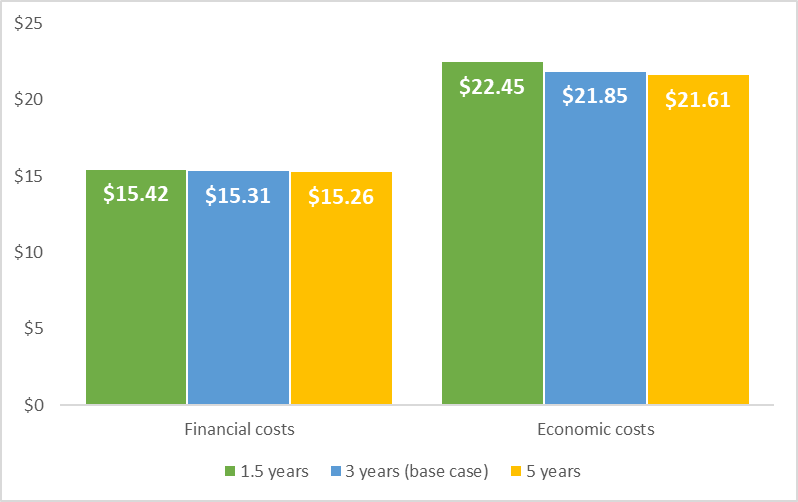 $25
$20
$15
$10
$5
$0
$15.42
$15.31
$15.26
$22.45
$21.85
$21.61
Financial costs
Economic costs
1.5 years
3 years (base case)
5 years